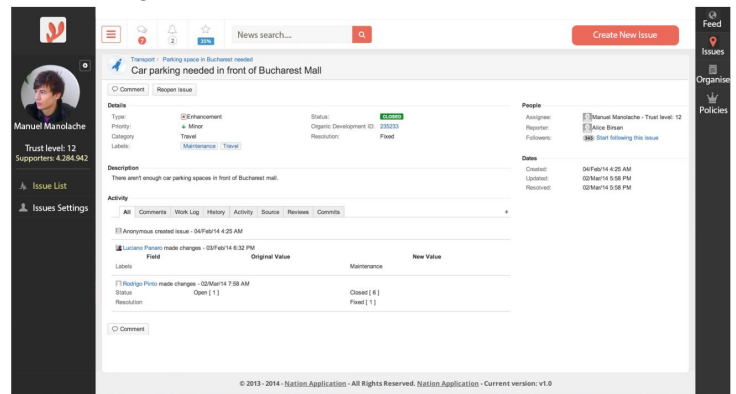 7
2
35%
News search....
Create New Issue
Feed
Issues
Organise
Policies
Manuel Manolache
Trust level: 12
Supporters: 4.284.942
Issue List
Issues Settings
Transport / Parking space in Bucharest needed
Car parking needed in front of Bucharest Mall
Comment Reopen Issue
Details
Type: Enhancement Status: CLOSED
Priority: Minor Organic Development ID: 235233
Category Travel Resolution: Fixed
Labels: Maintenance Travel
Description
There aren't enough car parking spaces in front of Bucharest mall.
Activity
All Comments Work Log History Activity Source Reviews Commits
Anonymous created issue - 04/Feb/14 4:25 AM
Luciano Panaro made changes - 03/Feb/14 6:32 PM
Field Original Value New Value
Labels Maintenance
Rodrigo Pinto made changes - 02/Mar/14 7:58 AM
Status Open [ 1 ] Closed [ 6 ]
Resolution Fixed [ 1 ]
Comment
People
Assignee: Manuel Manolache - Trust level: 12
Reporter: Alice Birsan
Followers: 343 Start following this issue
Dates
Created: 04/Feb/14 4:25 AM
Updated: 02/Mar/14 5:58 PM
Resolved: 02/Mar/14 5:58 PM
© 2013 - 2014 - Nation Application - All Rights Reserved. Nation Application - Current version: v1.0